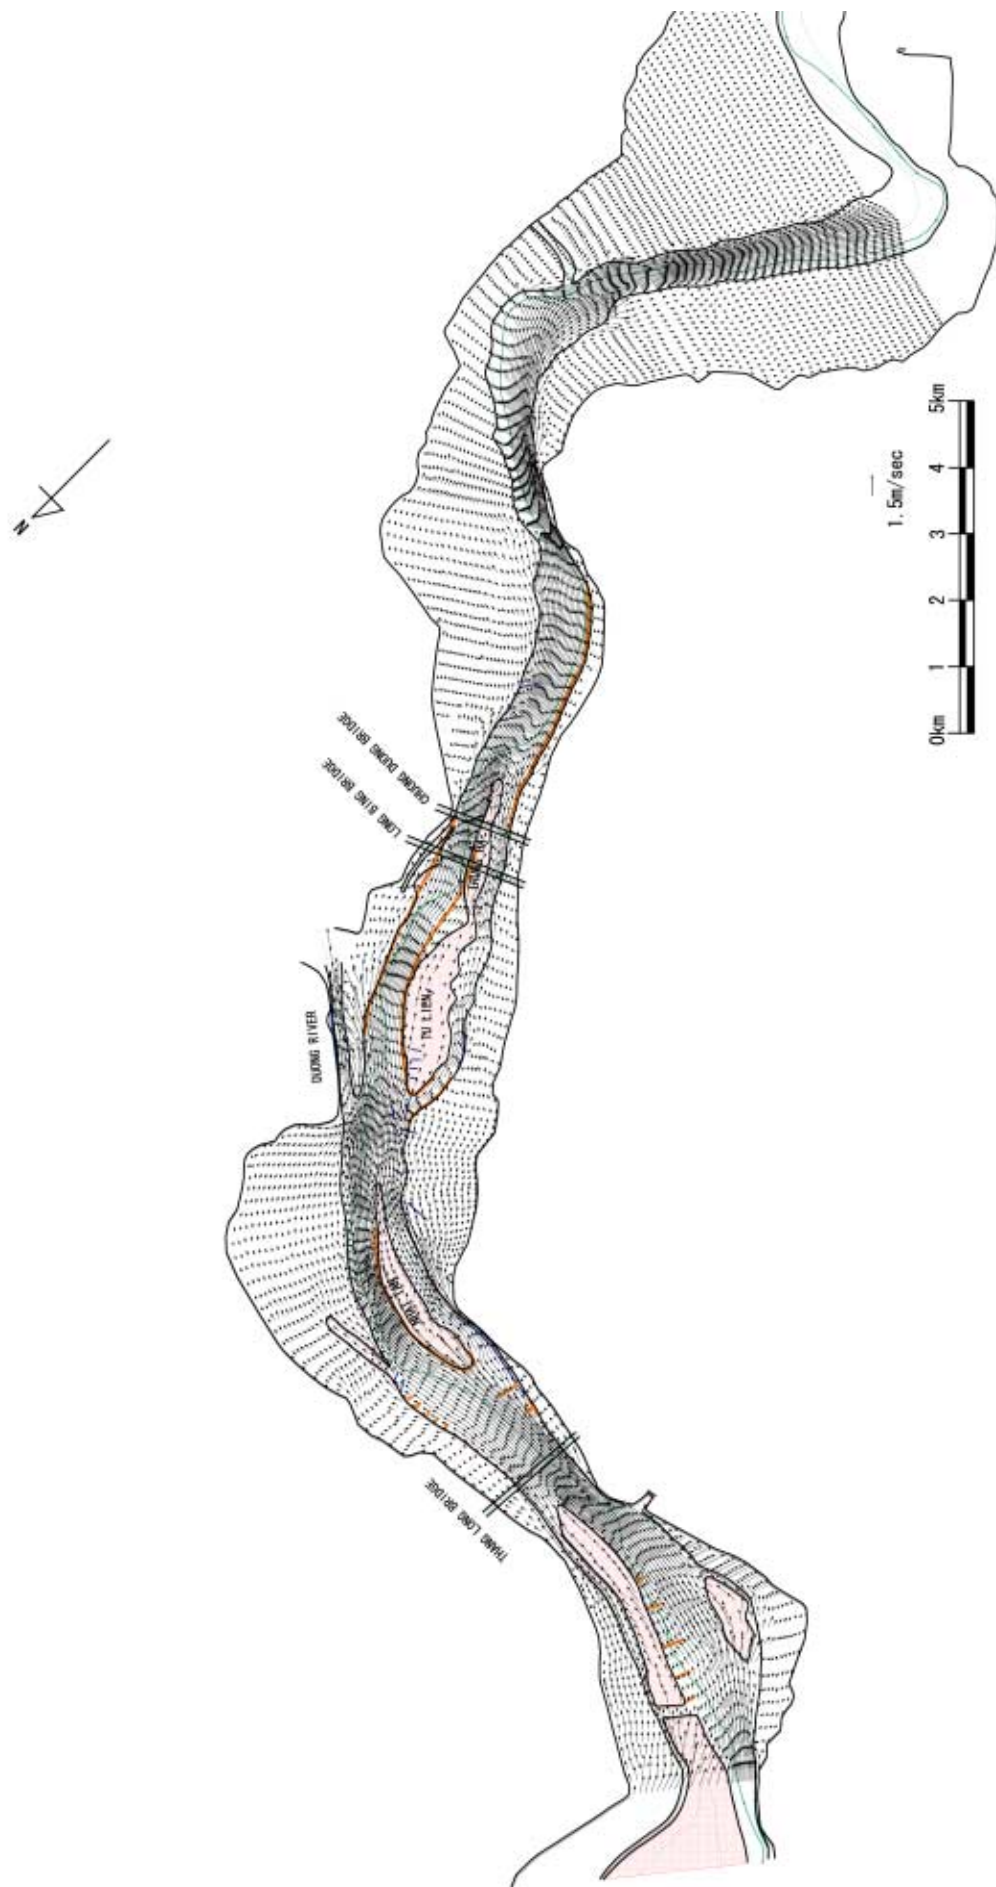 N
1.5m/sec
0km 1 2 3 4 5km
CHUONG DUONG BRIDGE
LONG BING BRIDGE
DUONG RIVER
TU LIEN
THANG LONG BRIDGE